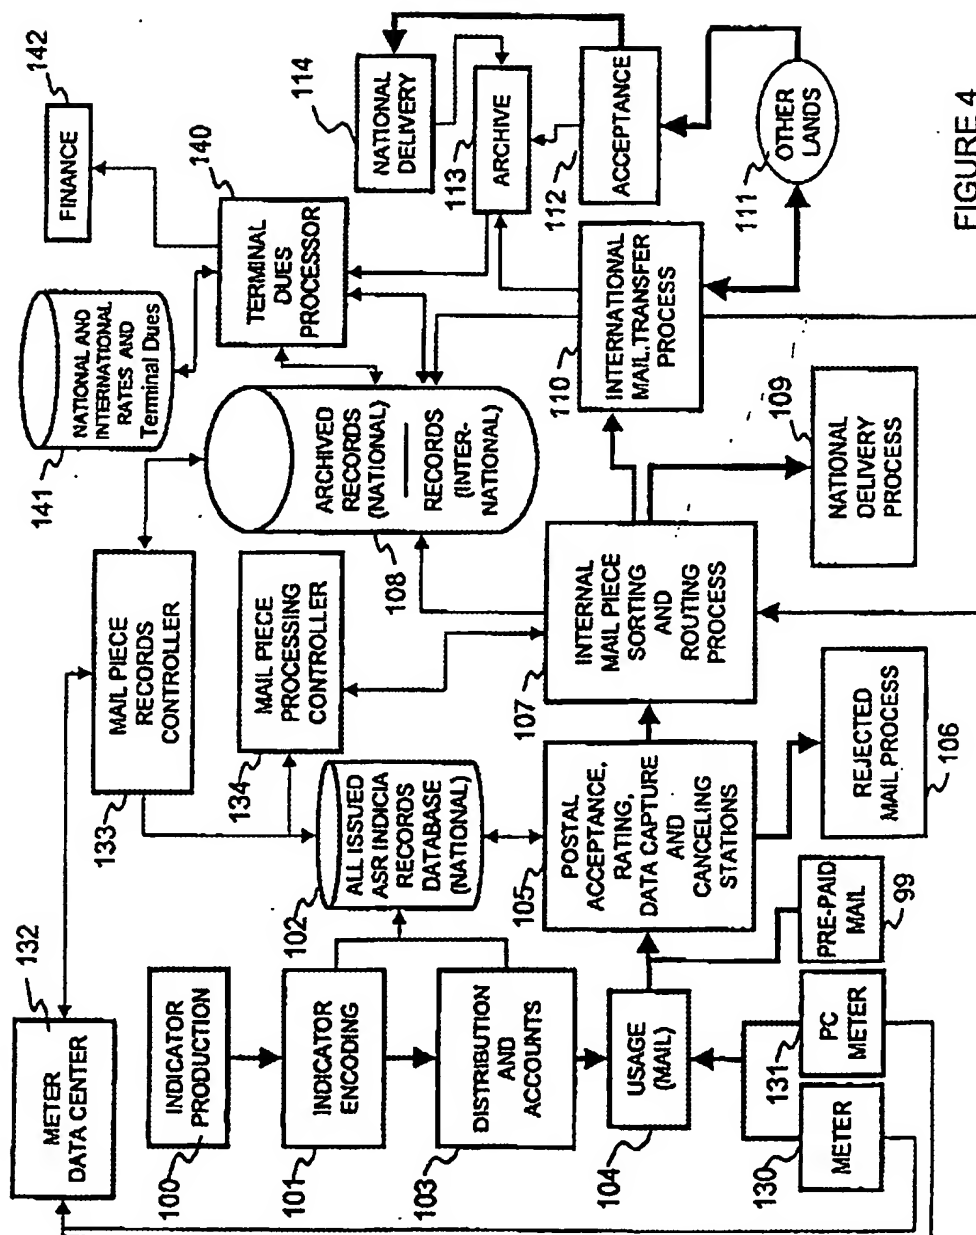 132
METER
DATA CENTER
133
MAIL PIECE
RECORDS
CONTROLLER
141
NATIONAL AND
INTERNATIONAL
RATES AND
Terminal Dues
142
FINANCE
100
INDICATOR
PRODUCTION
134
MAIL PIECE
PROCESSING
CONTROLLER
140
TERMINAL
DUES
PROCESSOR
101
INDICATOR
ENCODING
102
ALL ISSUED
ASR INDICIA
RECORDS
DATABASE
(NATIONAL)
108
ARCHIVED
RECORDS
(NATIONAL)
RECORDS
(INTER-
NATIONAL)
114
NATIONAL
DELIVERY
113
ARCHIVE
103
DISTRIBUTION
AND
ACCOUNTS
105
POSTAL
ACCEPTANCE,
RATING,
DATA CAPTURE
AND
CANCELING
STATIONS
107
INTERNAL
MAIL PIECE
SORTING
AND
ROUTING
PROCESS
110
INTERNATIONAL
MAIL.TRANSFER
PROCESS
112
ACCEPTANCE
104
USAGE
(MAIL)
130
METER
131
PC
METER
PRE-PAID
MAIL
99
REJECTED
MAIL PROCESS
106
109
NATIONAL
DELIVERY
PROCESS
111
OTHER
LANDS
FIGURE 4